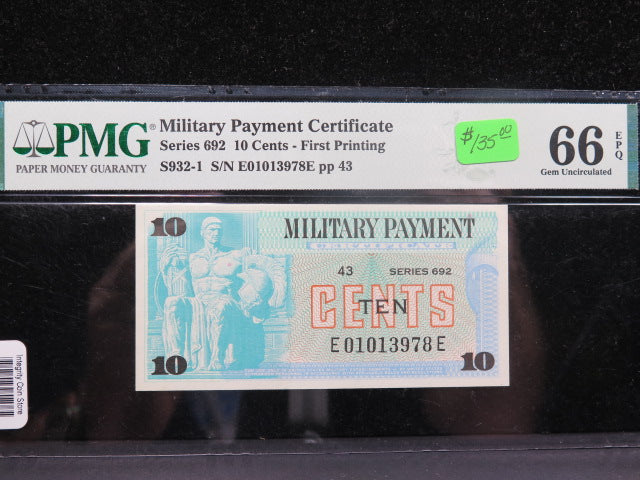 PMG®
PAPER MONEY GUARANTY
Military Payment Certificate
Series 692 10 Cents - First Printing
S932-1 S/N E01013978E pp 43
$135.00
66 EPQ
Gem Uncirculated
10 MILITARY PAYMENT
CERTIFICATE
43 SERIES 692
CENTS
TEN
E01013978E
10 10
Integrity Coin Store